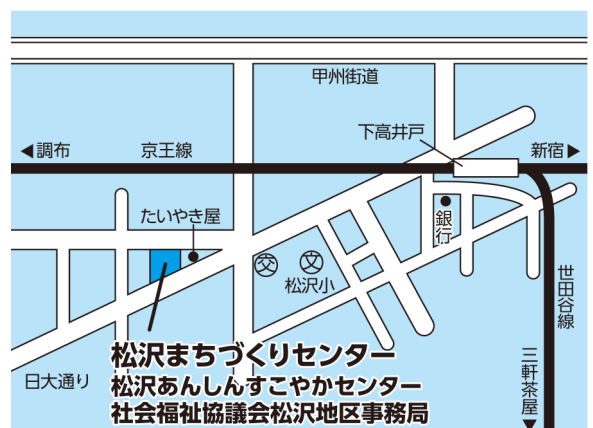 甲州街道
下高井戸
◀調布
京王線
新宿▶
たいやき屋
銀行
交
文
松沢小
世田谷線
松沢まちづくりセンター
松沢あんしんすこやかセンター
社会福祉協議会松沢地区事務局
日大通り
三軒茶屋▼